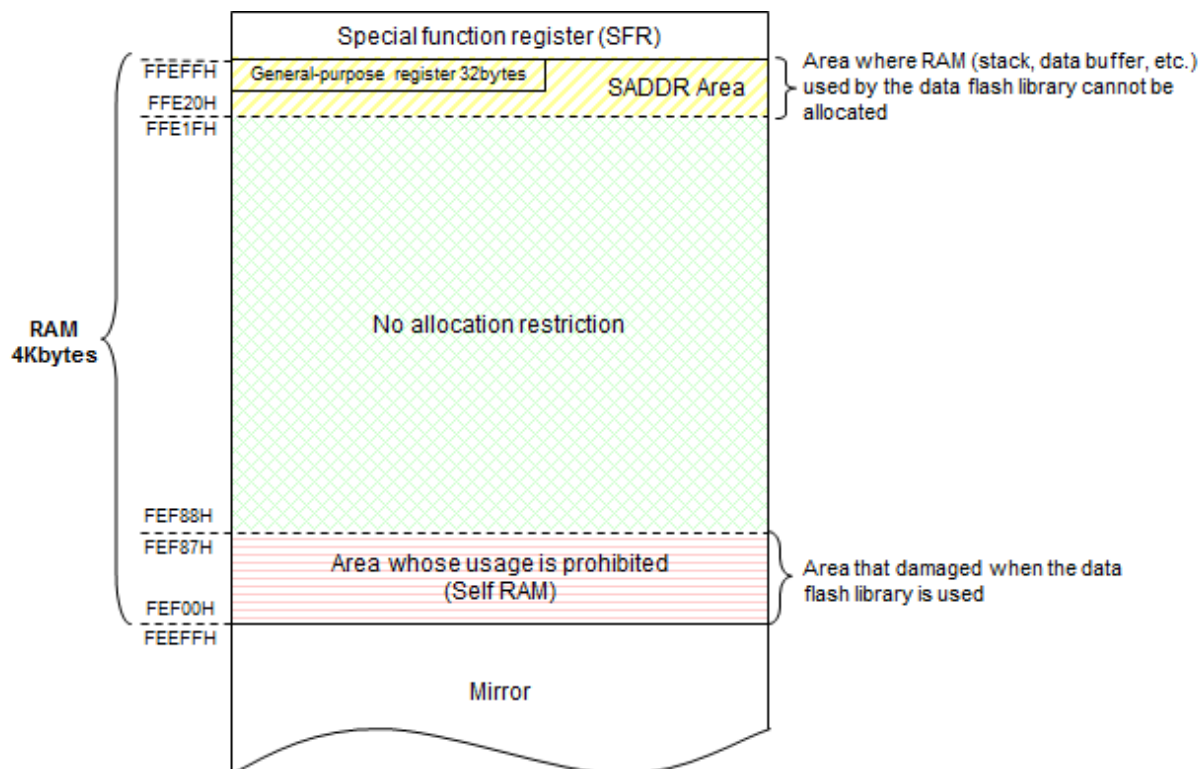 Special function register (SFR)
FFEFFH
General-purpose register 32bytes
SADDR Area
FFE20H
FFE1FH
Area where RAM (stack, data buffer, etc.)
used by the data flash library cannot be
allocated
No allocation restriction
RAM
4Kbytes
FEF88H
FEF87H
Area whose usage is prohibited
(Self RAM)
FEF00H
FEEFFH
Area that damaged when the data
flash library is used
Mirror